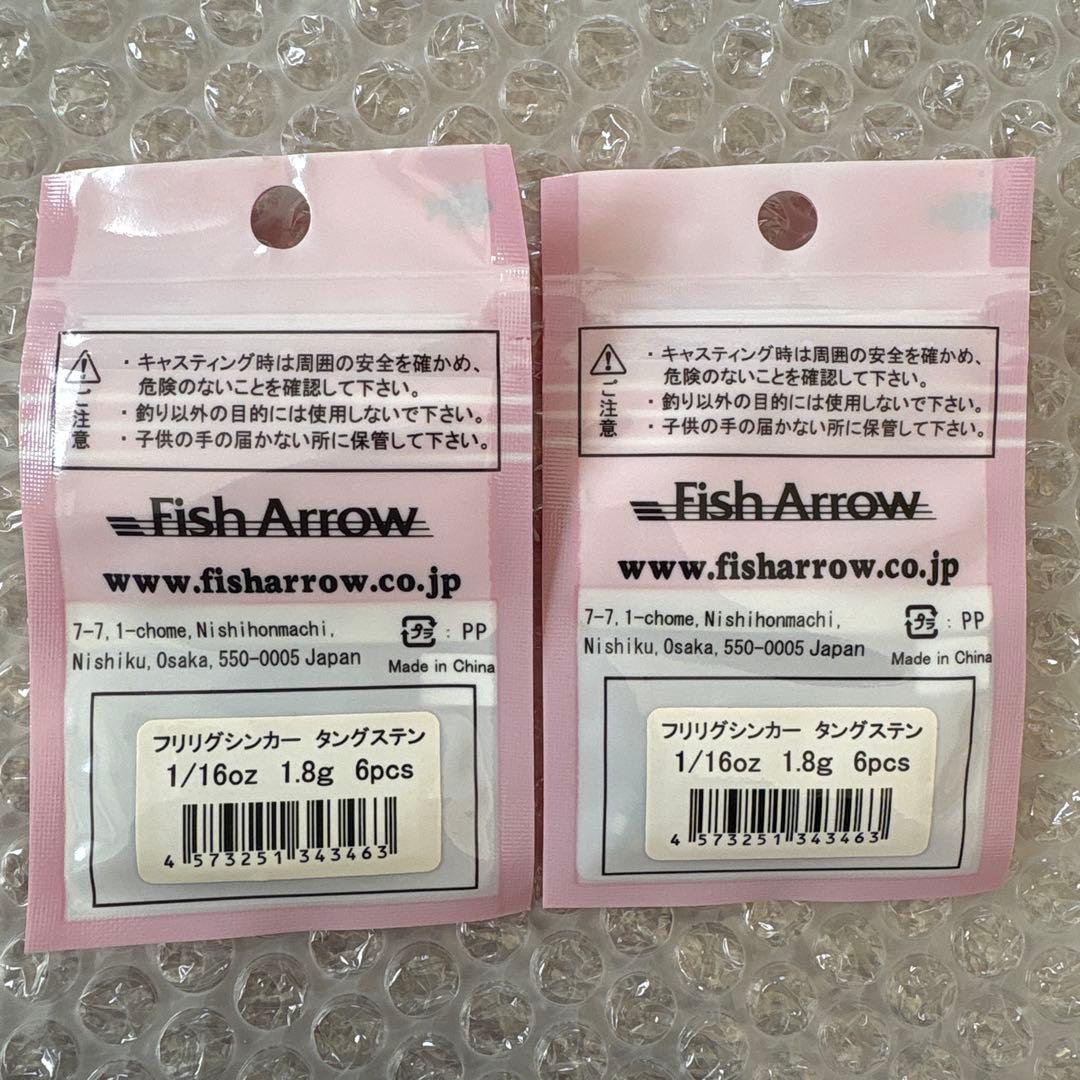 ご注意
・キャスティング時は周囲の安全を確かめ、
危険のないことを確認して下さい。
・釣り以外の目的には使用しないで下さい。
・子供の手の届かない所に保管して下さい。
Fish Arrow
www.fisharrow.co.jp
7-7, 1-chome, Nishihonmachi,
Nishiku, Osaka, 550-0005 Japan
プラ : PP
Made in China
フリリグシンカー タングステン
1/16oz 1.8g 6pcs
4 573251 343463
ご注意
・キャスティング時は周囲の安全を確かめ、
危険のないことを確認して下さい。
・釣り以外の目的には使用しないで下さい。
・子供の手の届かない所に保管して下さい。
Fish Arrow
www.fisharrow.co.jp
7-7, 1-chome, Nishihonmachi,
Nishiku, Osaka, 550-0005 Japan
プラ : PP
Made in China
フリリグシンカー タングステン
1/16oz 1.8g 6pcs
4 573251 343463